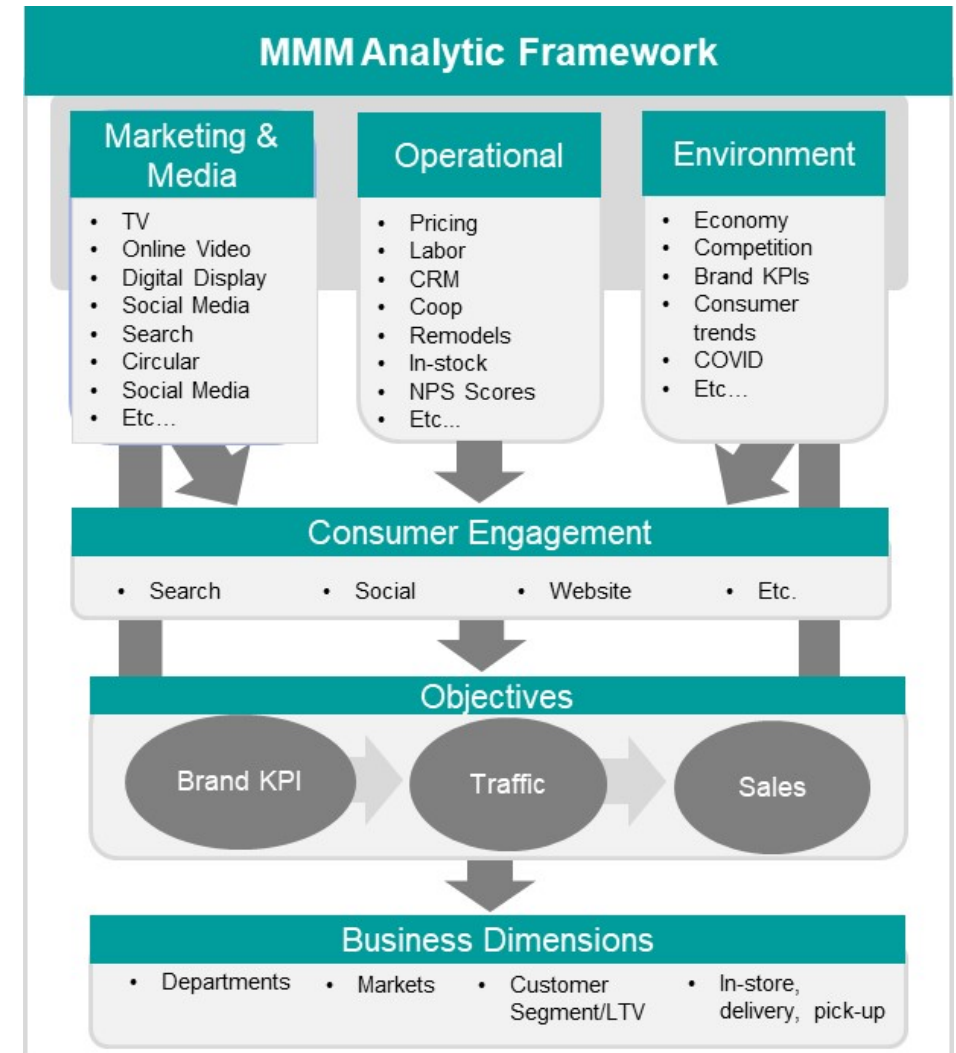 MMM Analytic Framework
Marketing &
Media
• TV
• Online Video
• Digital Display
• Social Media
• Search
• Circular
• Social Media
• Etc…
Operational
• Pricing
• Labor
• CRM
• Coop
• Remodels
• In-stock
• NPS Scores
• Etc...
Environment
• Economy
• Competition
• Brand KPIs
• Consumer
trends
• COVID
• Etc…
Consumer Engagement
• Search
• Social
• Website
• Etc.
Objectives
Brand KPI
Traffic
Sales
Business Dimensions
• Departments
• Markets
• Customer
Segment/LTV
• In-store,
delivery, pick-up